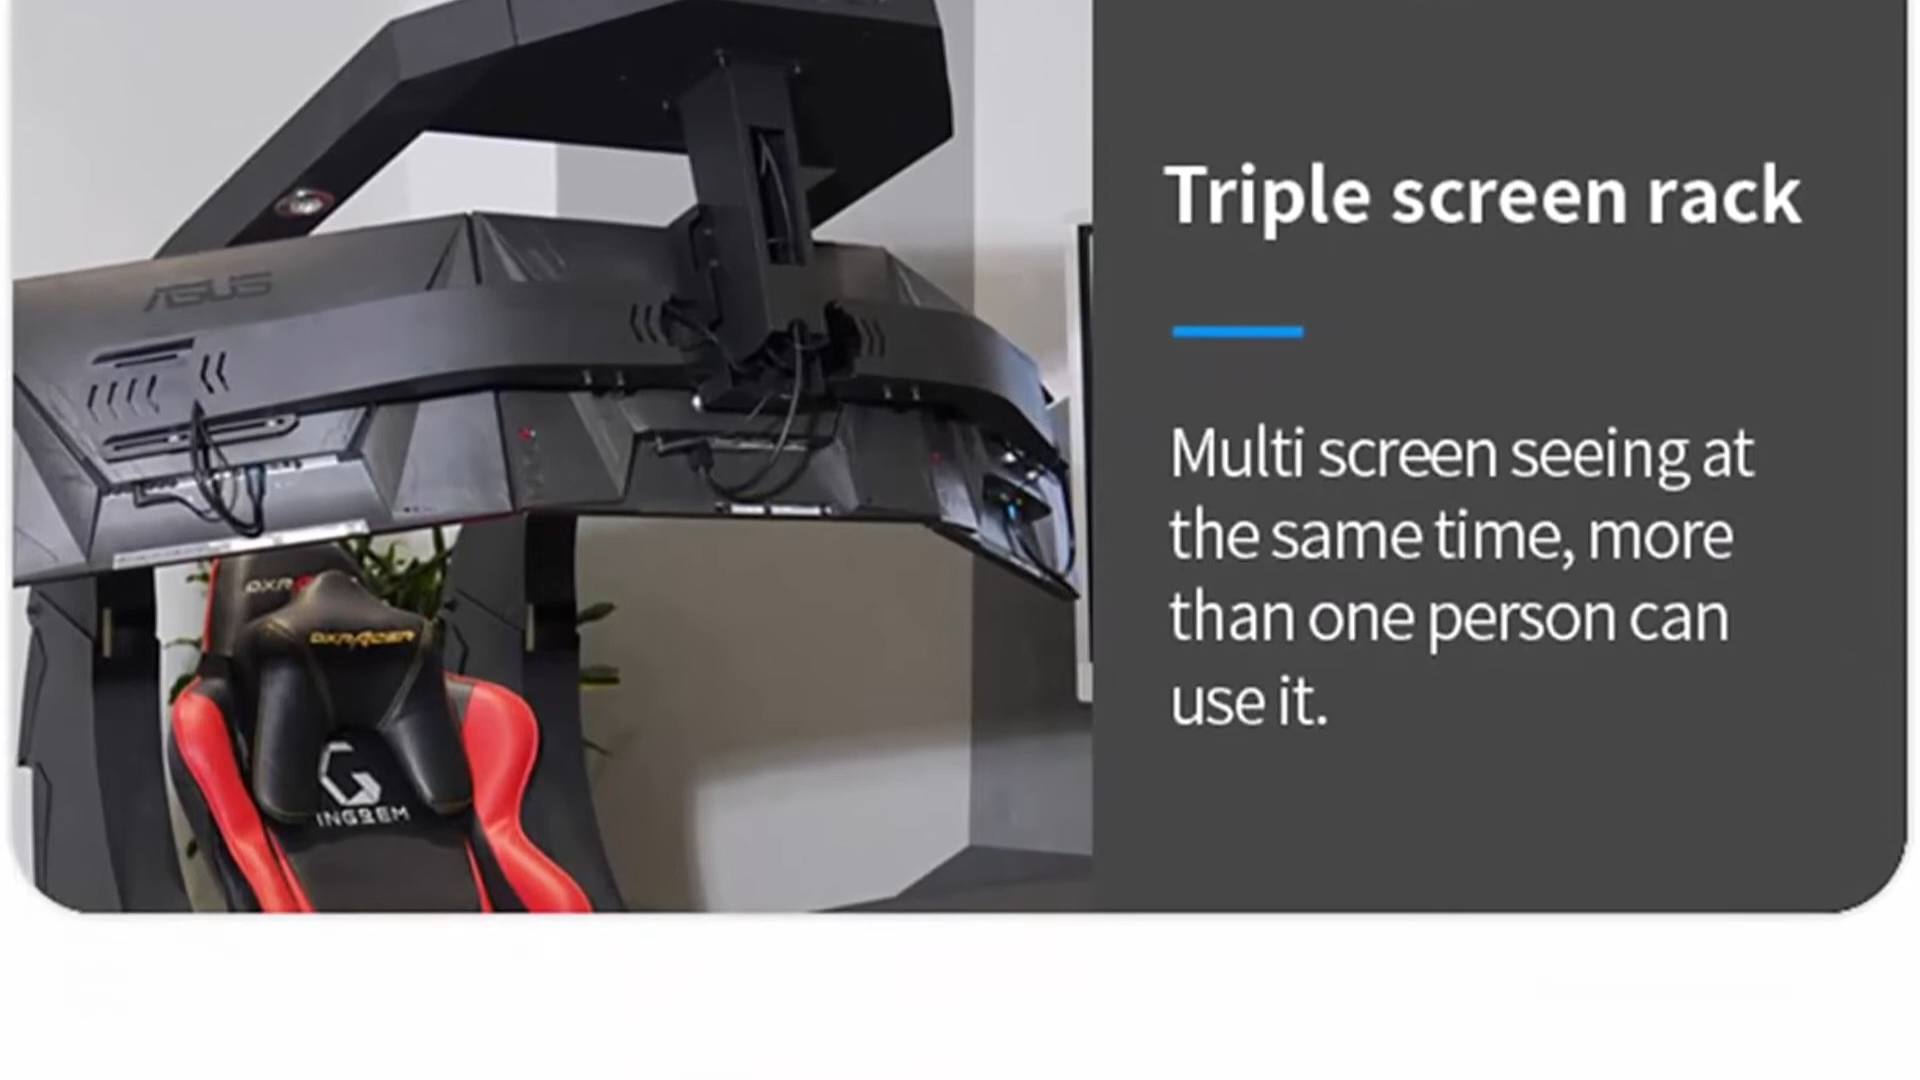 Triple screen rack
Multi screen seeing at
the same time, more
than one person can
use it.
ASUS
DXRACER
INGREM